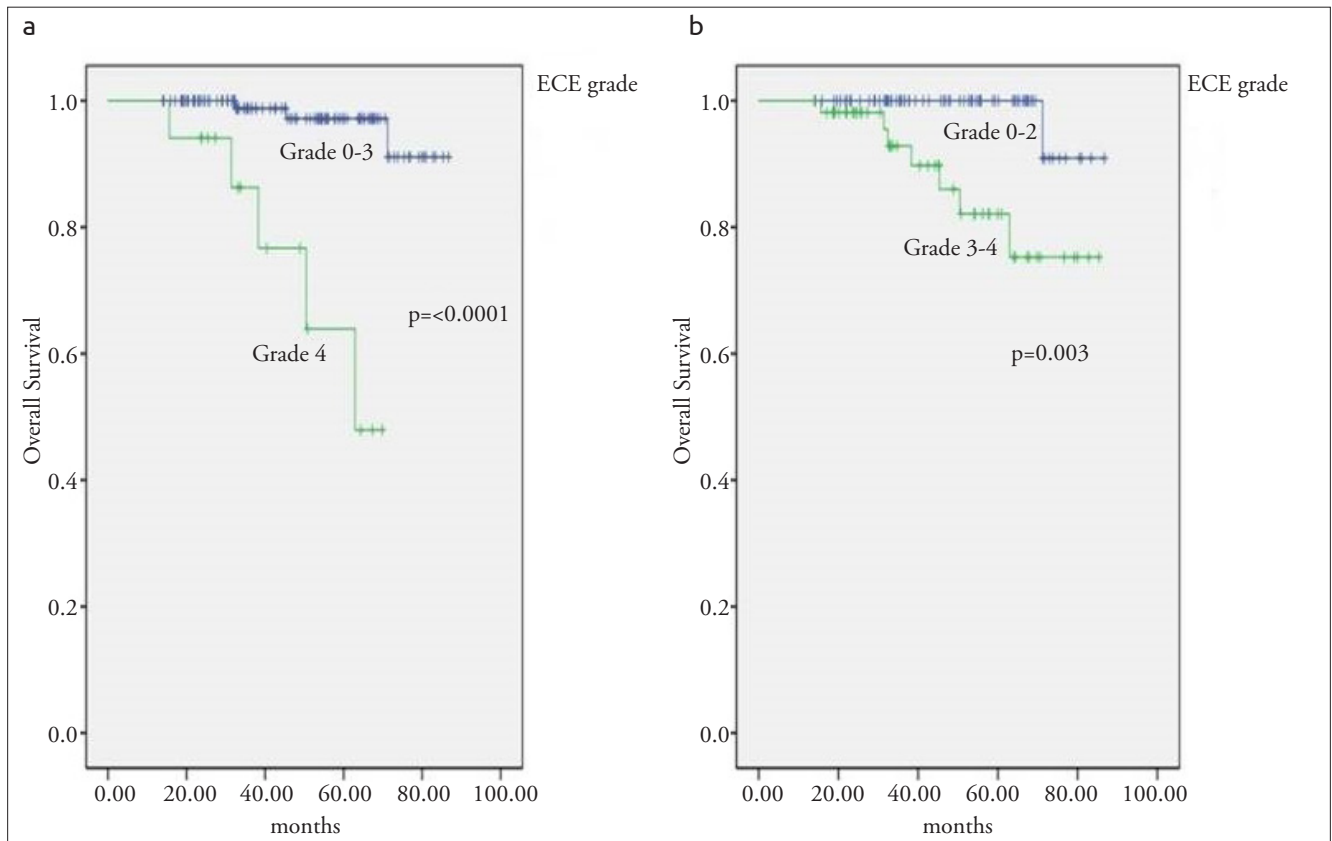 a
ECE grade
1.0
Grade 0-3
0.8
p=<0.0001
Grade 4
0.6
Overall Survival
0.4
0.2
0.0
0.00 20.00 40.00 60.00 80.00 100.00
months
b
ECE grade
1.0
Grade 0-2
0.8
Grade 3-4
p=0.003
0.6
Overall Survival
0.4
0.2
0.0
0.00 20.00 40.00 60.00 80.00 100.00
months